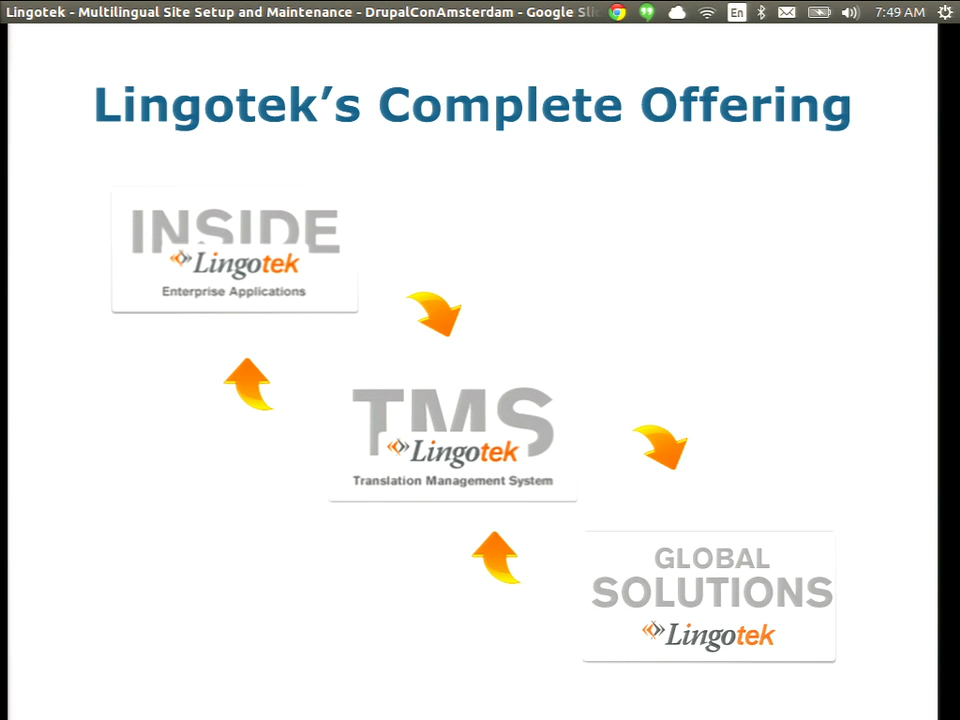 Lingotek - Multilingual Site Setup and Maintenance - DrupalConAmsterdam - Google Sli
En
7:49 AM
Lingotek’s Complete Offering
INSIDE
Lingotek
Enterprise Applications
TMS
Lingotek
Translation Management System
GLOBAL
SOLUTIONS
Lingotek